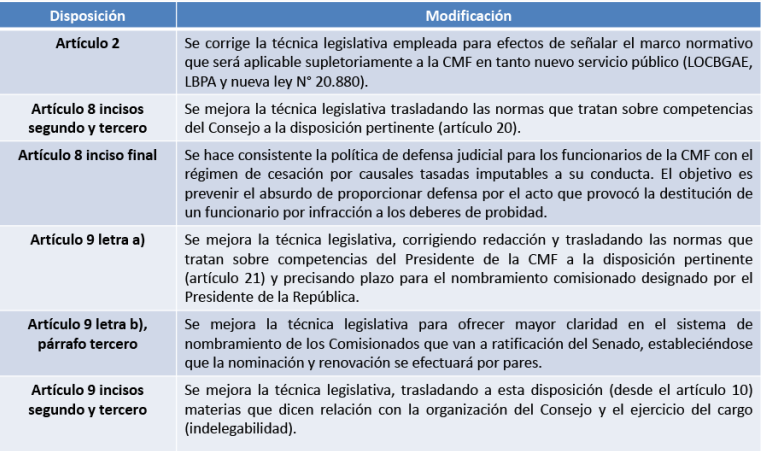 Disposición
Modificación
Artículo 2
Se corrige la técnica legislativa empleada para efectos de señalar el marco normativo
que será aplicable supletoriamente a la CMF en tanto nuevo servicio público (LOCBGAE,
LBPA y nueva ley N° 20.880).
Artículo 8 incisos
segundo y tercero
Se mejora la técnica legislativa trasladando las normas que tratan sobre competencias
del Consejo a la disposición pertinente (artículo 20).
Artículo 8 inciso final
Se hace consistente la política de defensa judicial para los funcionarios de la CMF con el
régimen de cesación por causales tasadas imputables a su conducta. El objetivo es
prevenir el absurdo de proporcionar defensa por el acto que provocó la destitución de
un funcionario por infracción a los deberes de probidad.
Artículo 9 letra a)
Se mejora la técnica legislativa, corrigiendo redacción y trasladando las normas que
tratan sobre competencias del Presidente de la CMF a la disposición pertinente
(artículo 21) y precisando plazo para el nombramiento comisionado designado por el
Presidente de la República.
Artículo 9 letra b),
párrafo tercero
Se mejora la técnica legislativa para ofrecer mayor claridad en el sistema de
nombramiento de los Comisionados que van a ratificación del Senado, estableciéndose
que la nominación y renovación se efectuará por pares.
Artículo 9 incisos
segundo y tercero
Se mejora la técnica legislativa, trasladando a esta disposición (desde el artículo 10)
materias que dicen relación con la organización del Consejo y el ejercicio del cargo
(indelegabilidad).